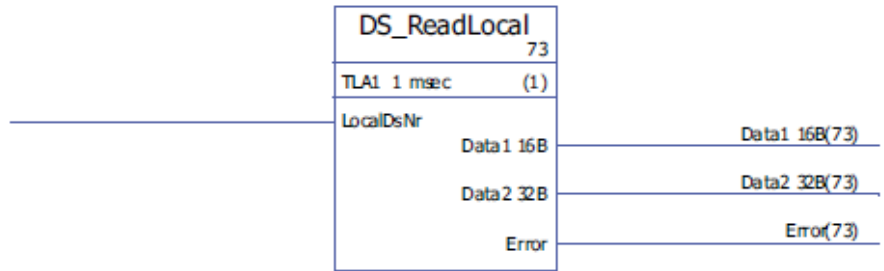 DS_ReadLocal
73
TLA1 1 msec (1)
LocalDsNr
Data1 16B
Data1 16B(73)
Data2 32B
Data2 32B(73)
Error
Error(73)